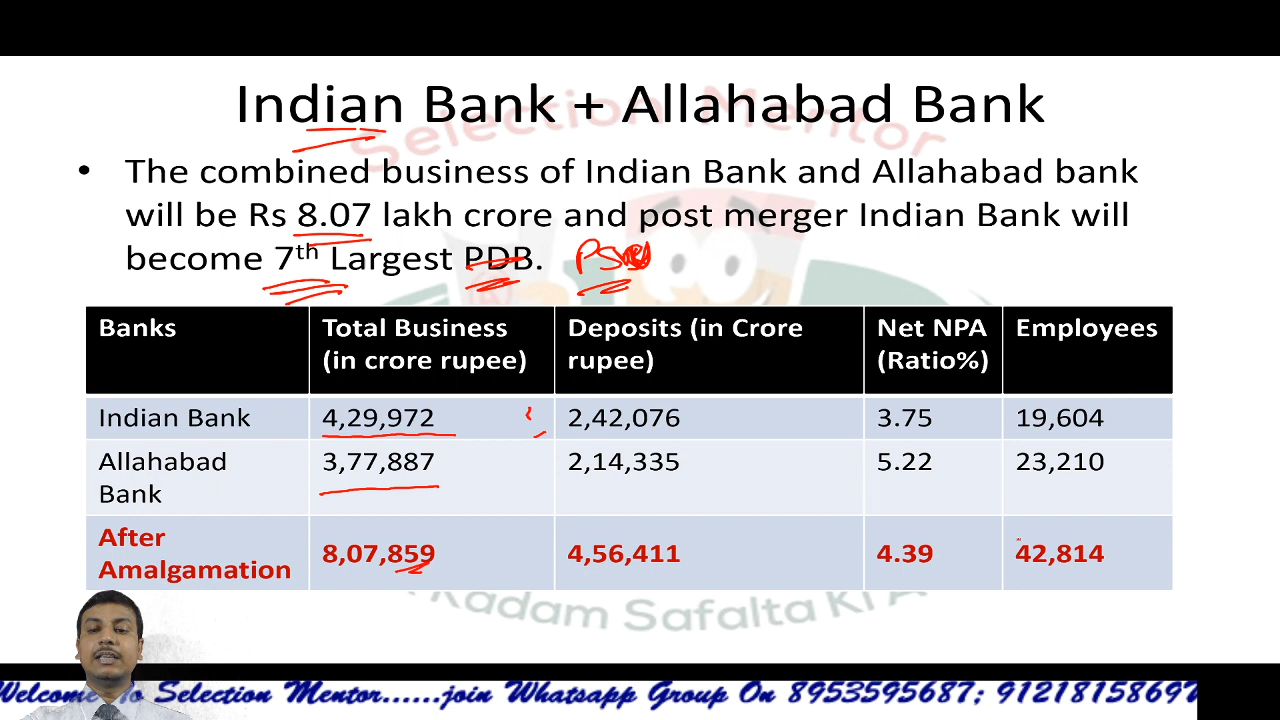 Indian Bank + Allahabad Bank
Selection Mentor
• The combined business of Indian Bank and Allahabad bank
will be Rs 8.07 lakh crore and post merger Indian Bank will
become 7th Largest PDB. PS
Banks Total Business (in crore rupee) Deposits (in Crore rupee) Net NPA (Ratio%) Employees
Indian Bank 4,29,972 2,42,076 3.75 19,604
Allahabad Bank 3,77,887 2,14,335 5.22 23,210
After Amalgamation 8,07,859 4,56,411 4.39 42,814
Kadam Safalta Ki
Welcome To Selection Mentor......join Whatsapp Group On 8953595687; 9121815869